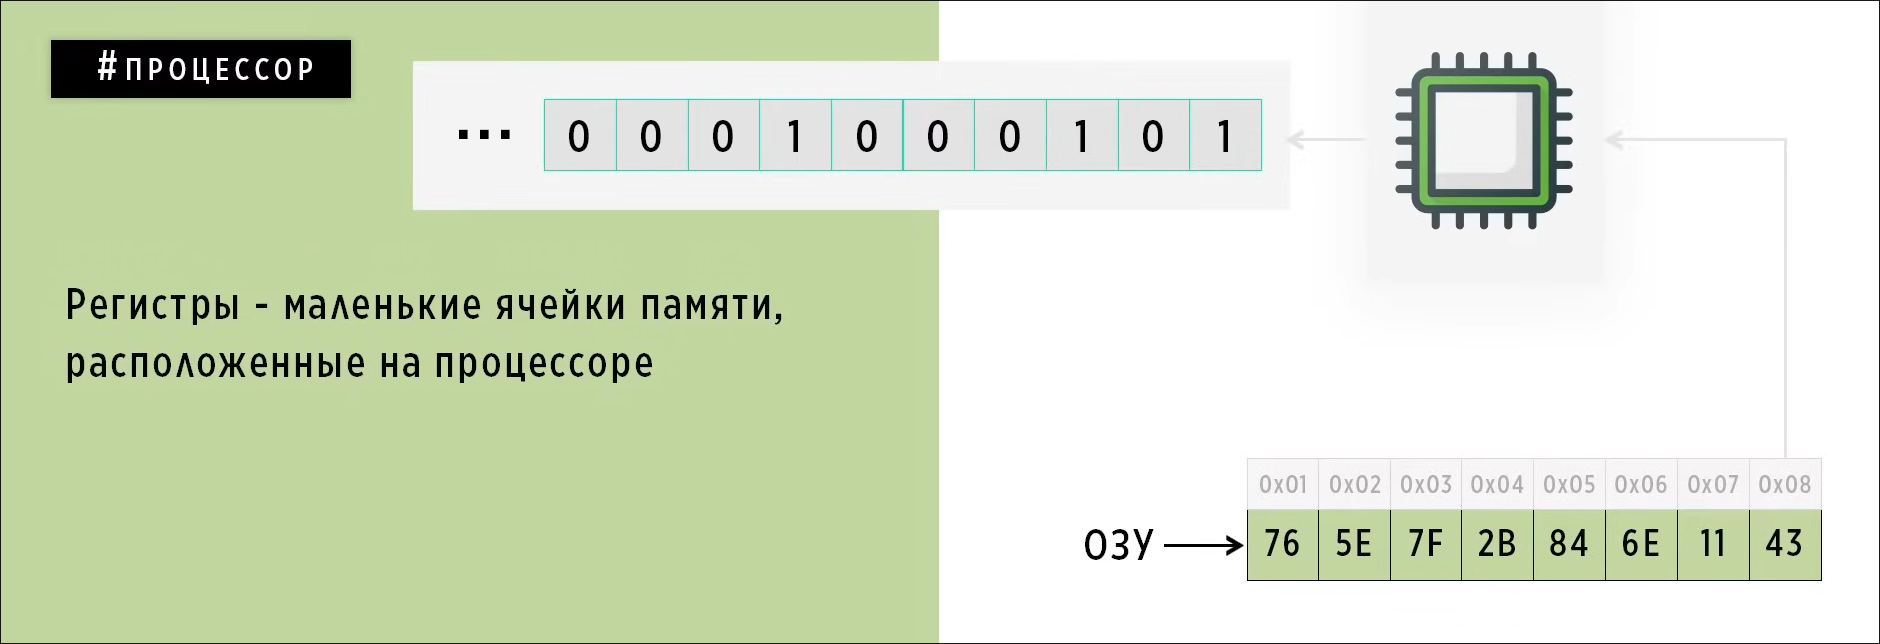 #ПРОЦЕССОР
... 0 0 0 1 0 0 0 1 0 1
Регистры - маленькие ячейки памяти,
расположенные на процессоре
0x01 0x02 0x03 0x04 0x05 0x06 0x07 0x08
ОЗУ 76 5E 7F 2B 84 6E 11 43